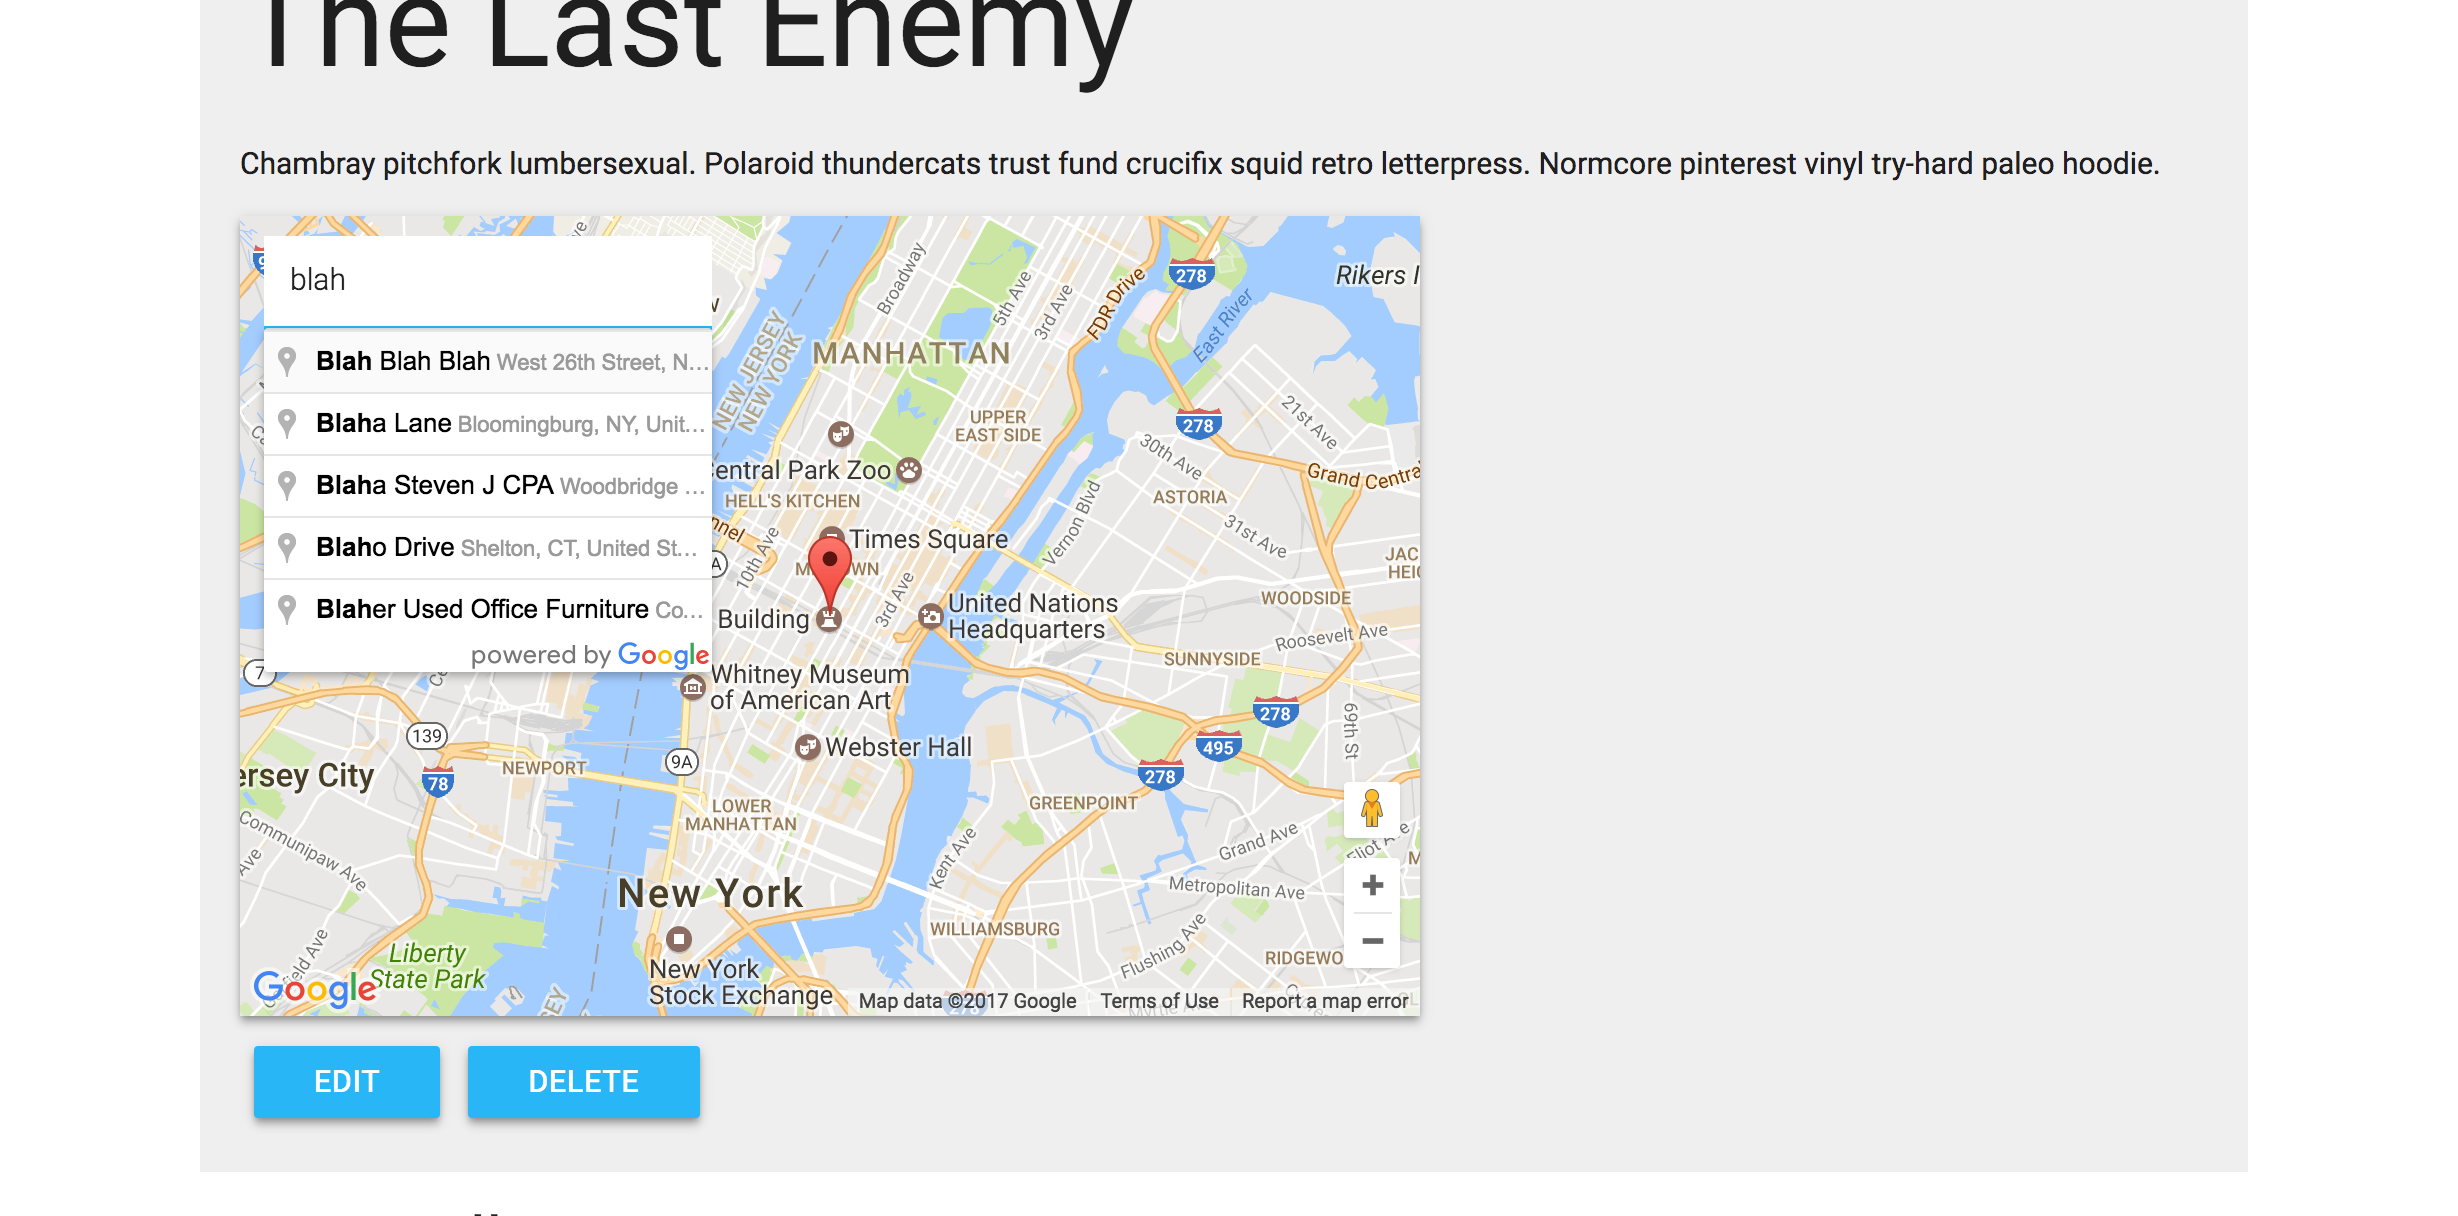 The Last Enemy
Chambray pitchfork lumbersexual. Polaroid thundercats trust fund crucifix squid retro letterpress. Normcore pinterest vinyl try-hard paleo hoodie.
blah
Blah Blah Blah West 26th Street, N...
Blaha Lane Bloomingburg, NY, Unit...
Blaha Steven J CPA Woodbridge ...
Blaho Drive Shelton, CT, United St...
Blaher Used Office Furniture Co...
powered by Google
Broadway
5th Ave
3rd Ave
FDR Drive
278
East River
Rikers I
NEW JERSEY
NEW YORK
MANHATTAN
UPPER
EAST SIDE
278
21st Ave
30th Ave
Grand Centra
entral Park Zoo
HELL'S KITCHEN
ASTORIA
Vernon Blvd
31st Ave
10th Ave
Times Square
JAC
HEI
3rd Ave
Building
United Nations
Headquarters
WOODSIDE
Roosevelt Ave
SUNNYSIDE
7
Whitney Museum
of American Art
278
69th St
139
495
Webster Hall
9A
ersey City
78
NEWPORT
278
LOWER
MANHATTAN
GREENPOINT
Communipaw Ave
Ave
Kent Ave
Grand Ave
Eliot A
New York
Metropolitan Ave
WILLIAMSBURG
Flushing Ave
RIDGEWO
Liberty
State Park
field Ave
New York
Stock Exchange
Google
Map data ©2017 Google
Terms of Use
Report a map error
EDIT
DELETE